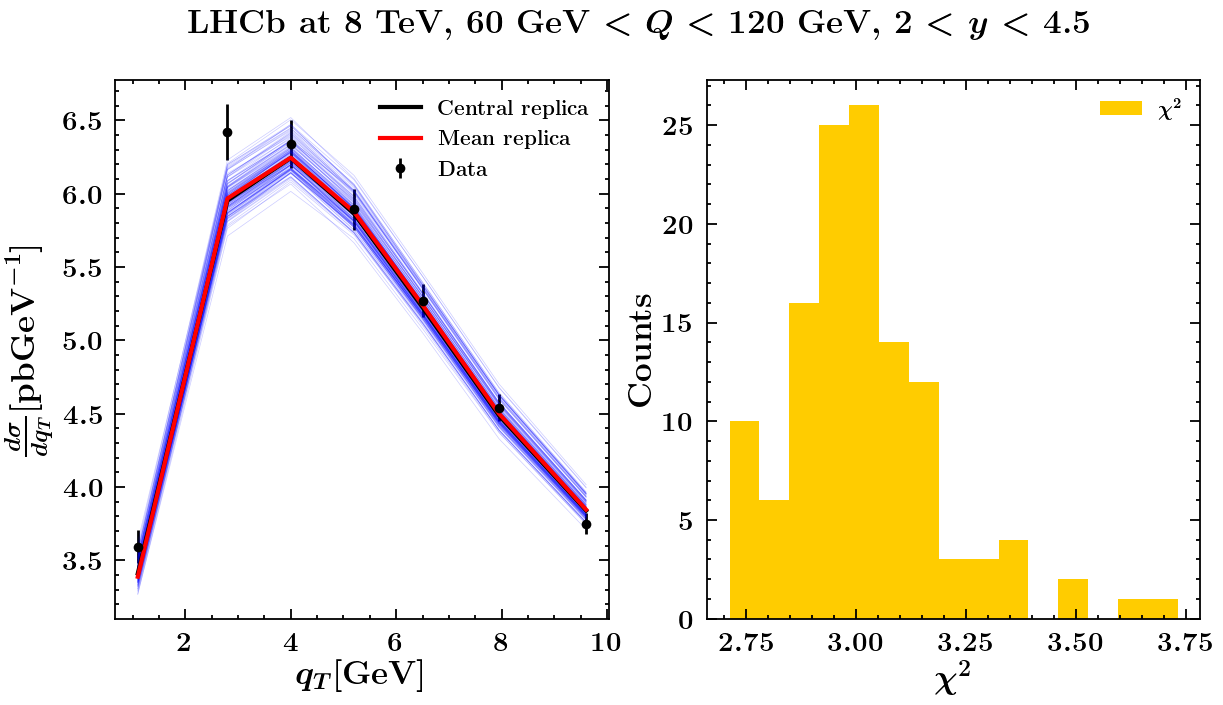 LHCb at 8 TeV, 60 GeV < Q < 120 GeV, 2 < y < 4.5
Central replica
Mean replica
Data
6.5
6.0
5.5
5.0
4.5
4.0
3.5
dσ/dq_T [pbGeV⁻¹]
2 4 6 8 10
q_T[GeV]
χ²
25
20
15
10
5
0
Counts
2.75 3.00 3.25 3.50 3.75
χ²